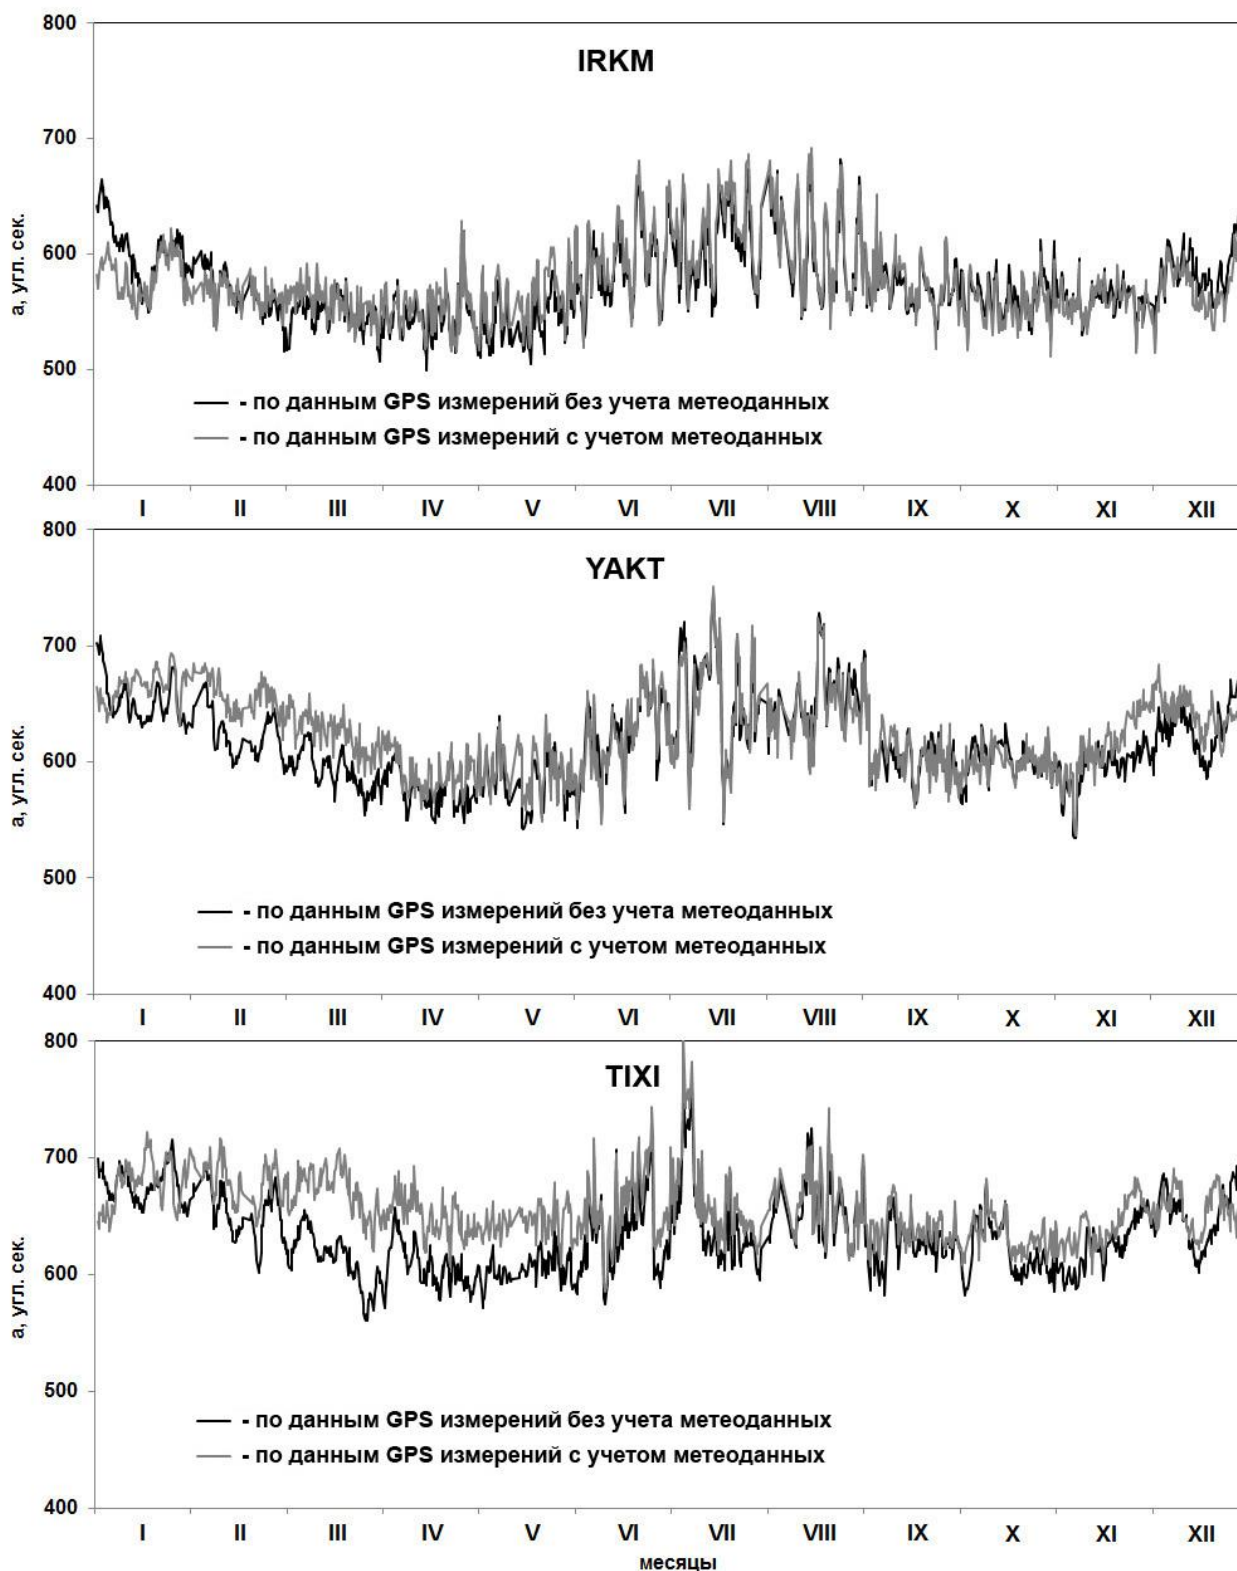 800
IRKM
700
600
500
400
а, угл. сек.
- по данным GPS измерений без учета метеоданных
- по данным GPS измерений с учетом метеоданных
I II III IV V VI VII VIII IX X XI XII
800
YAKT
700
600
500
400
а, угл. сек.
- по данным GPS измерений без учета метеоданных
- по данным GPS измерений с учетом метеоданных
I II III IV V VI VII VIII IX X XI XII
800
TIXI
700
600
500
400
а, угл. сек.
- по данным GPS измерений без учета метеоданных
- по данным GPS измерений с учетом метеоданных
I II III IV V VI VII VIII IX X XI XII
месяцы